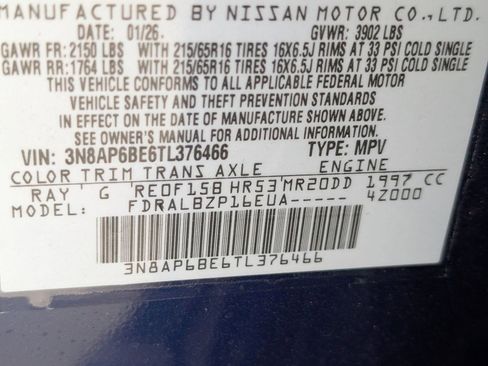 MANUFACTURED BY NISSAN MOTOR CO., LTD.
DATE: 01/26. GVWR: 3902 LBS
GAWR FR: 2150 LBS WITH 215/65R16 TIRES 16X6.5J RIMS AT 33 PSI COLD SINGLE
GAWR RR: 1764 LBS WITH 215/65R16 TIRES 16X6.5J RIMS AT 33 PSI COLD SINGLE
THIS VEHICLE CONFORMS TO ALL APPLICABLE FEDERAL MOTOR
VEHICLE SAFETY AND THEFT PREVENTION STANDARDS
IN EFFECT ON THE DATE OF MANUFACTURE SHOWN ABOVE.
SEE OWNER'S MANUAL FOR ADDITIONAL INFORMATION.
VIN: 3N8AP6BE6TL376466 TYPE: MPV
COLOR TRIM TRANS AXLE ENGINE
RAY G RE0F15B HR53 MR20DD 1997 CC
FDRALBZP16EUA----- 4Z000
3N8AP6BE6TL376466